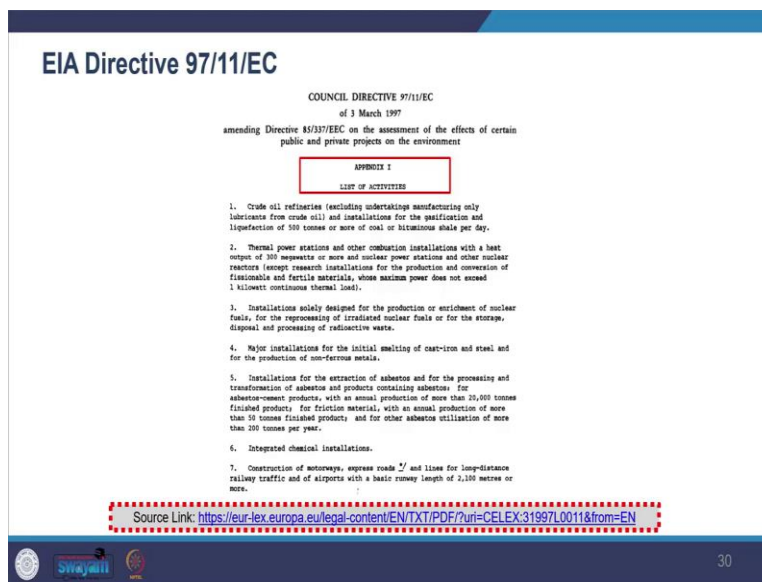 EIA Directive 97/11/EC
COUNCIL DIRECTIVE 97/11/EC
of 3 March 1997
amending Directive 85/337/EEC on the assessment of the effects of certain
public and private projects on the environment
APPENDIX I
LIST OF ACTIVITIES
1. Crude oil refineries (excluding undertakings manufacturing only
lubricants from crude oil) and installations for the gasification and
liquefaction of 500 tonnes or more of coal or bituminous shale per day.
2. Thermal power stations and other combustion installations with a heat
output of 300 megawatts or more and nuclear power stations and other nuclear
reactors (except research installations for the production and conversion of
fissionable and fertile materials, whose maximum power does not exceed
1 kilowatt continuous thermal load).
3. Installations solely designed for the production or enrichment of nuclear
fuels, for the reprocessing of irradiated nuclear fuels or for the storage,
disposal and processing of radioactive waste.
4. Major installations for the initial smelting of cast-iron and steel and
for the production of non-ferrous metals.
5. Installations for the extraction of asbestos and for the processing and
transformation of asbestos and products containing asbestos: for
asbestos-cement products, with an annual production of more than 20,000 tonnes
finished product; for friction material, with an annual production of more
than 50 tonnes finished product; and for other asbestos utilization of more
than 200 tonnes per year.
6. Integrated chemical installations.
7. Construction of motorways, express roads */ and lines for long-distance
railway traffic and of airports with a basic runway length of 2,100 metres or
more.
Source Link: https://eur-lex.europa.eu/legal-content/EN/TXT/PDF/?uri=CELEX:31997L0011&from=EN
swayam
30